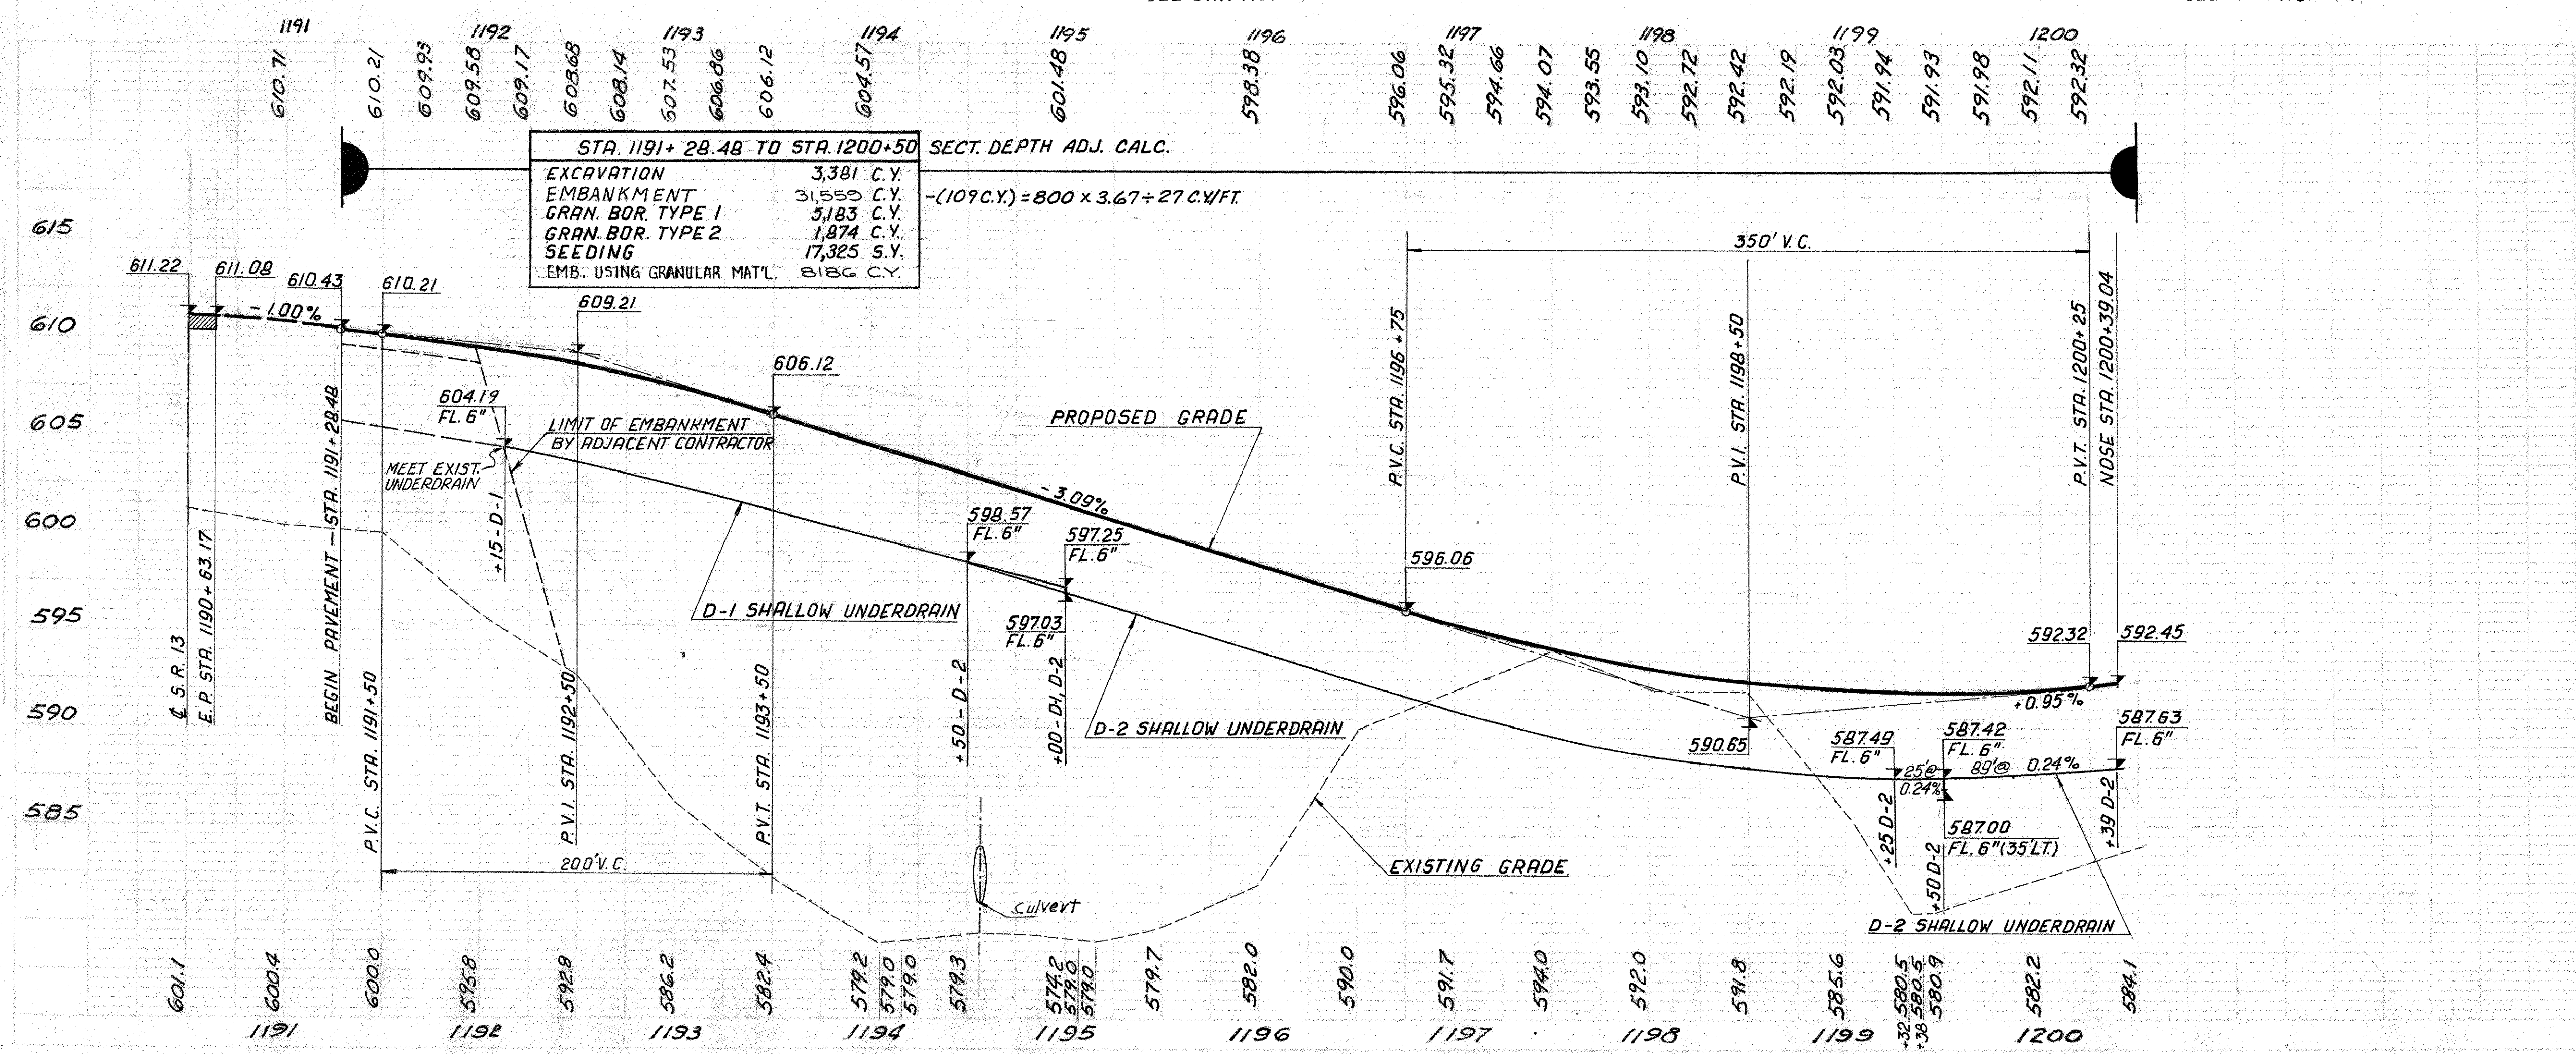 1191 1192 1193 1194 1195 1196 1197 1198 1199 1200
610.71 610.21 609.93 609.58 609.17 608.68 608.14 607.53 606.86 606.12 604.57 601.48 598.38 596.06 595.32 594.66 594.07 593.55 593.10 592.72 592.42 592.19 592.03 591.94 591.93 591.98 592.11 592.32
STA. 1191+28.48 TO STA. 1200+50 SECT. DEPTH ADJ. CALC.
EXCAVATION 3,381 C.Y.
EMBANKMENT 31,559 C.Y. -(109 C.Y.) = 800 x 3.67 ÷ 27 C.Y./FT.
GRAN. BOR. TYPE 1 5,183 C.Y.
GRAN. BOR. TYPE 2 1,874 C.Y.
SEEDING 17,325 S.Y.
EMB. USING GRANULAR MAT'L. 8186 C.Y.
615
610
605
600
595
590
585
611.22
611.08
610.43
610.21
-1.00%
609.21
606.12
350' V.C.
₵ S.R. 13
E.P. STA. 1190+63.17
BEGIN PAVEMENT - STA. 1191+28.48
P.V.C. STA. 1191+50
604.19
FL. 6"
MEET EXIST.
UNDERDRAIN
+15-D-1
LIMIT OF EMBANKMENT
BY ADJACENT CONTRACTOR
P.V.I. STA. 1192+50
P.V.T. STA. 1193+50
200' V.C.
D-1 SHALLOW UNDERDRAIN
PROPOSED GRADE
-3.09%
598.57
FL. 6"
597.25
FL. 6"
597.03
FL. 6"
+50-D-2
+00-D-1, D-2
culvert
D-2 SHALLOW UNDERDRAIN
EXISTING GRADE
P.V.C. STA. 1196+75
596.06
P.V.I. STA. 1198+50
590.65
P.V.T. STA. 1200+25
NOSE STA. 1200+39.04
592.32
592.45
+0.95%
587.49
FL. 6"
587.42
FL. 6"
587.63
FL. 6"
25'@
0.24%
89'@ 0.24%
+25 D-2
+50 D-2
587.00
FL. 6" (35' LT.)
+39 D-2
D-2 SHALLOW UNDERDRAIN
601.1 600.4 600.0 595.8 592.8 586.2 582.4 579.2 579.0 579.0 579.3 574.2 579.0 579.0 579.7 582.0 590.0 591.7 594.0 592.0 591.8 585.6 +32 580.5 +38 580.5 580.9 582.2 584.1
1191 1192 1193 1194 1195 1196 1197 1198 1199 1200